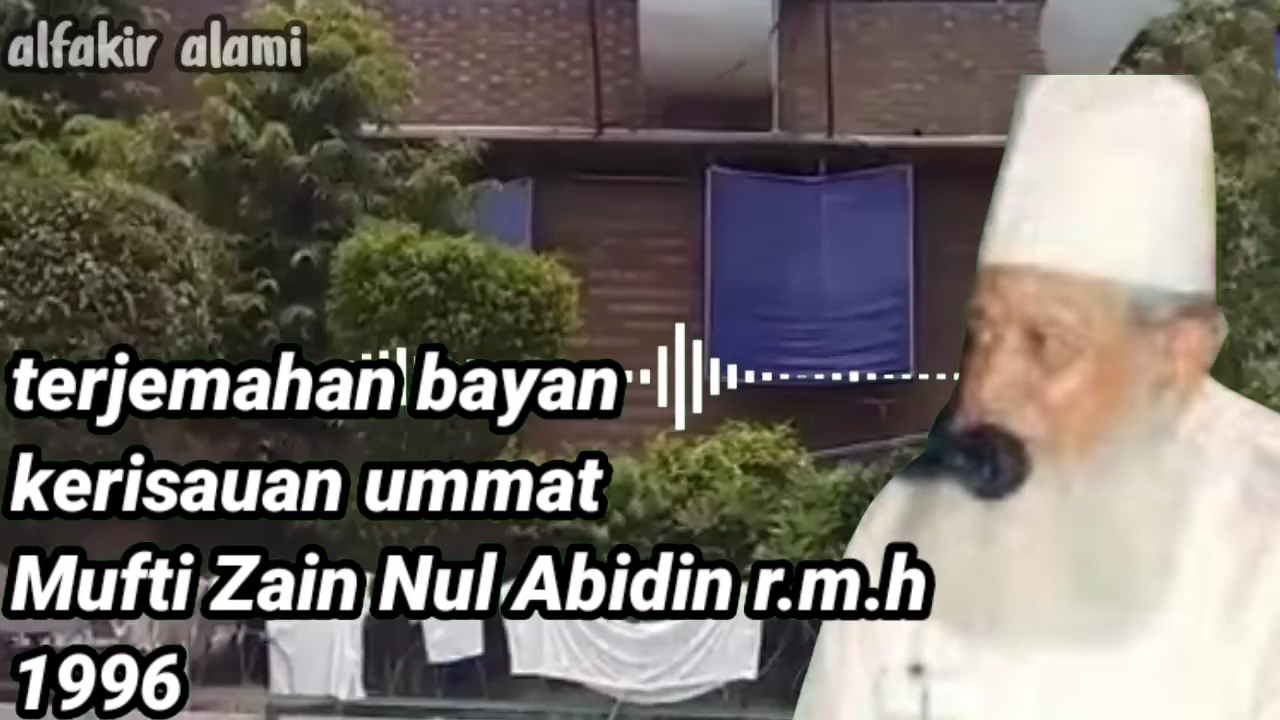 alfakir alami
terjemahan bayan
kerisauan ummat
Mufti Zain Nul Abidin r.m.h
1996